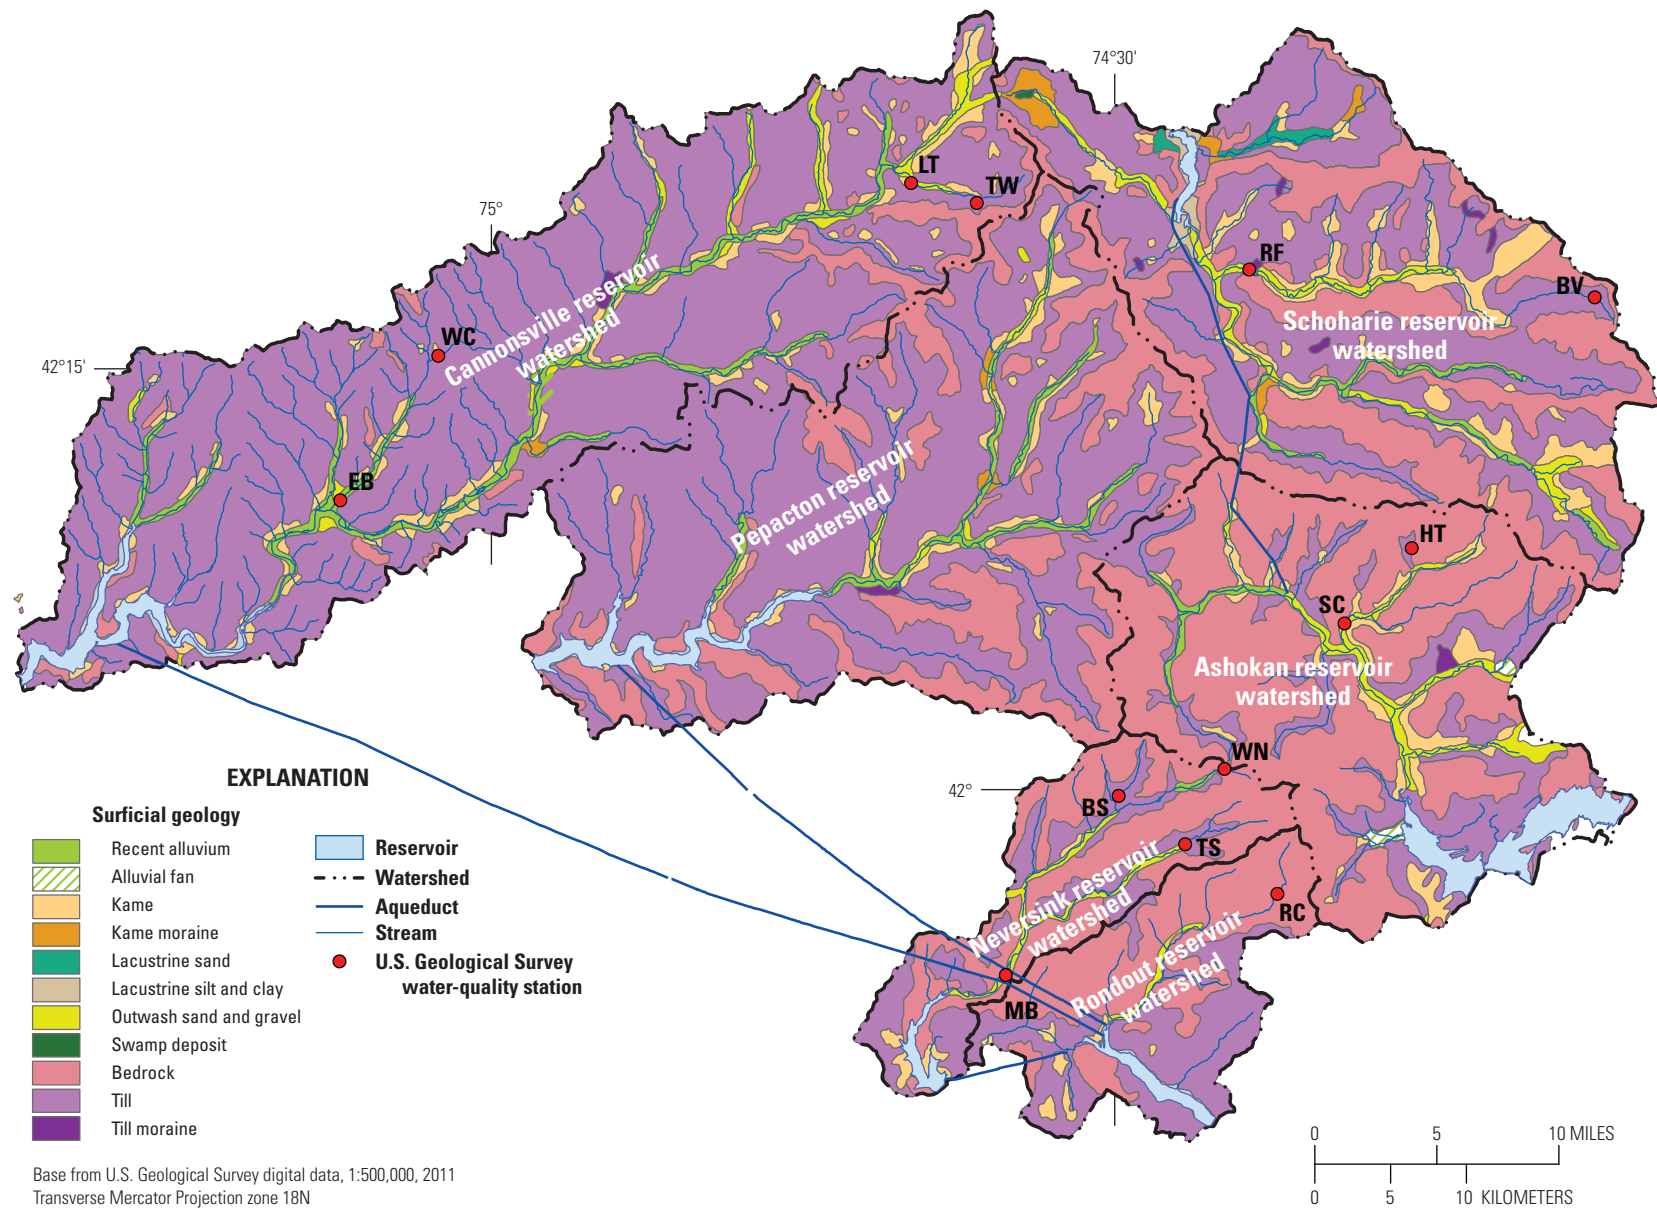 74°30'
75°
42°15'
42°
LT
TW
RF
BV
WC
EB
HT
SC
WN
BS
TS
RC
MB
Cannonsville reservoir
watershed
Schoharie reservoir
watershed
Pepacton reservoir
watershed
Ashokan reservoir
watershed
Neversink reservoir
watershed
Rondout reservoir
watershed
EXPLANATION
Surficial geology
Recent alluvium
Alluvial fan
Kame
Kame moraine
Lacustrine sand
Lacustrine silt and clay
Outwash sand and gravel
Swamp deposit
Bedrock
Till
Till moraine
Reservoir
Watershed
Aqueduct
Stream
U.S. Geological Survey
water-quality station
0 5 10 MILES
0 5 10 KILOMETERS
Base from U.S. Geological Survey digital data, 1:500,000, 2011
Transverse Mercator Projection zone 18N